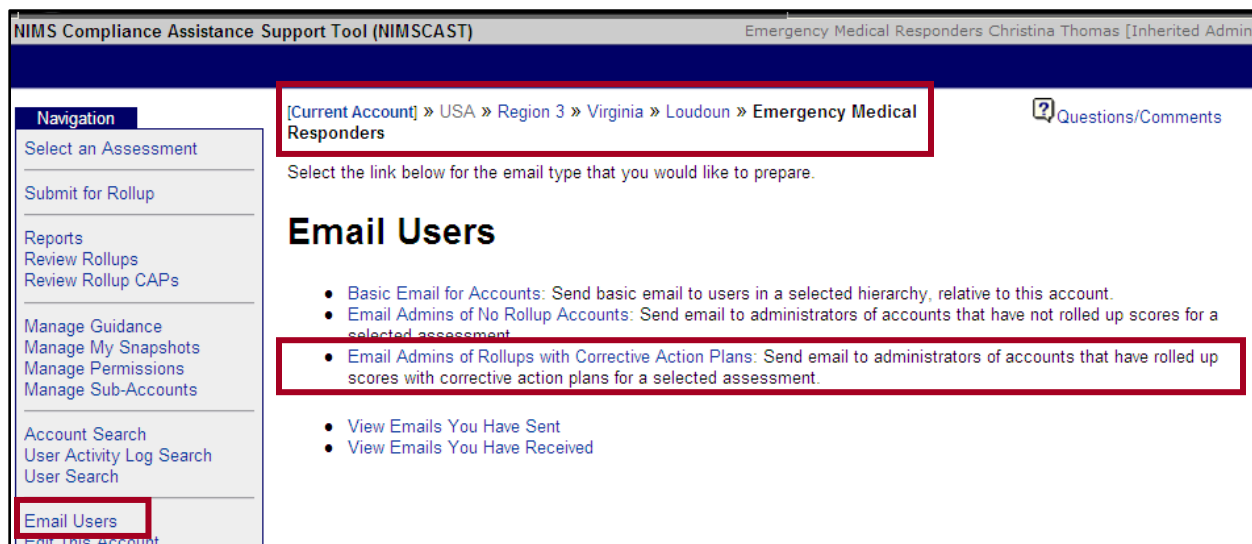 NIMS Compliance Assistance Support Tool (NIMSCAST)
Emergency Medical Responders Christina Thomas [Inherited Admin
Navigation
Select an Assessment
Submit for Rollup
Reports
Review Rollups
Review Rollup CAPs
Manage Guidance
Manage My Snapshots
Manage Permissions
Manage Sub-Accounts
Account Search
User Activity Log Search
User Search
Email Users
Edit This Account
[Current Account] » USA » Region 3 » Virginia » Loudoun » Emergency Medical
Responders
Questions/Comments
Select the link below for the email type that you would like to prepare.
Email Users
● Basic Email for Accounts: Send basic email to users in a selected hierarchy, relative to this account.
● Email Admins of No Rollup Accounts: Send email to administrators of accounts that have not rolled up scores for a
selected assessment.
● Email Admins of Rollups with Corrective Action Plans: Send email to administrators of accounts that have rolled up
scores with corrective action plans for a selected assessment.
● View Emails You Have Sent
● View Emails You Have Received